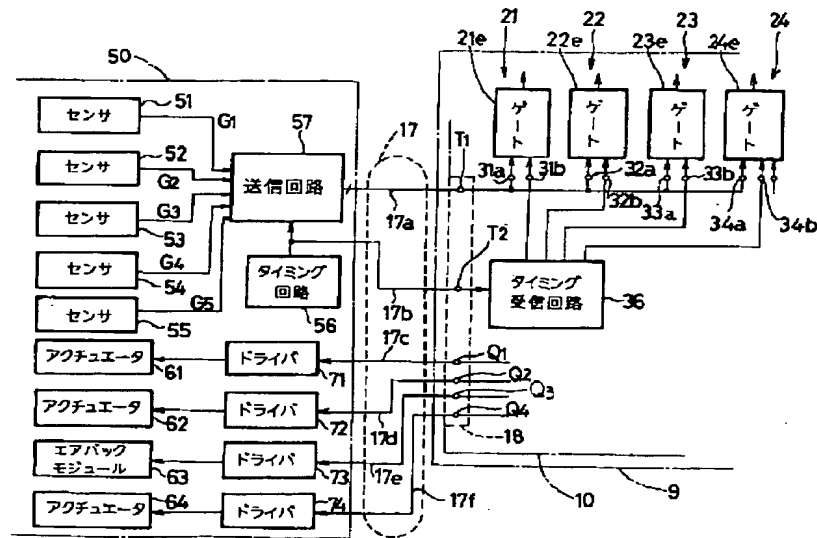 50
センサ
51
センサ
52
センサ
53
センサ
54
センサ
55
G1
G2
G3
G4
G5
57
送信回路
タイミング
回路
56
アクチュエータ
61
アクチュエータ
62
エアバック
モジュール
63
アクチュエータ
64
ドライバ
71
ドライバ
72
ドライバ
73
ドライバ
74
17
17a
17b
17c
17d
17e
17f
T1
T2
Q1
Q2
Q3
Q4
18
10
9
21
22
23
24
21e
22e
23e
24e
ゲート
ゲート
ゲート
ゲート
31a
31b
32a
32b
33a
33b
34a
34b
タイミング
受信回路
36